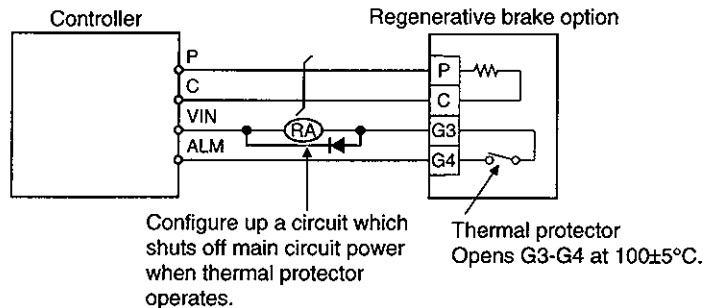 Controller
Regenerative brake option
P
C
VIN
ALM
RA
P
C
G3
G4
Configure up a circuit which
shuts off main circuit power
when thermal protector
operates.
Thermal protector
Opens G3-G4 at 100±5°C.